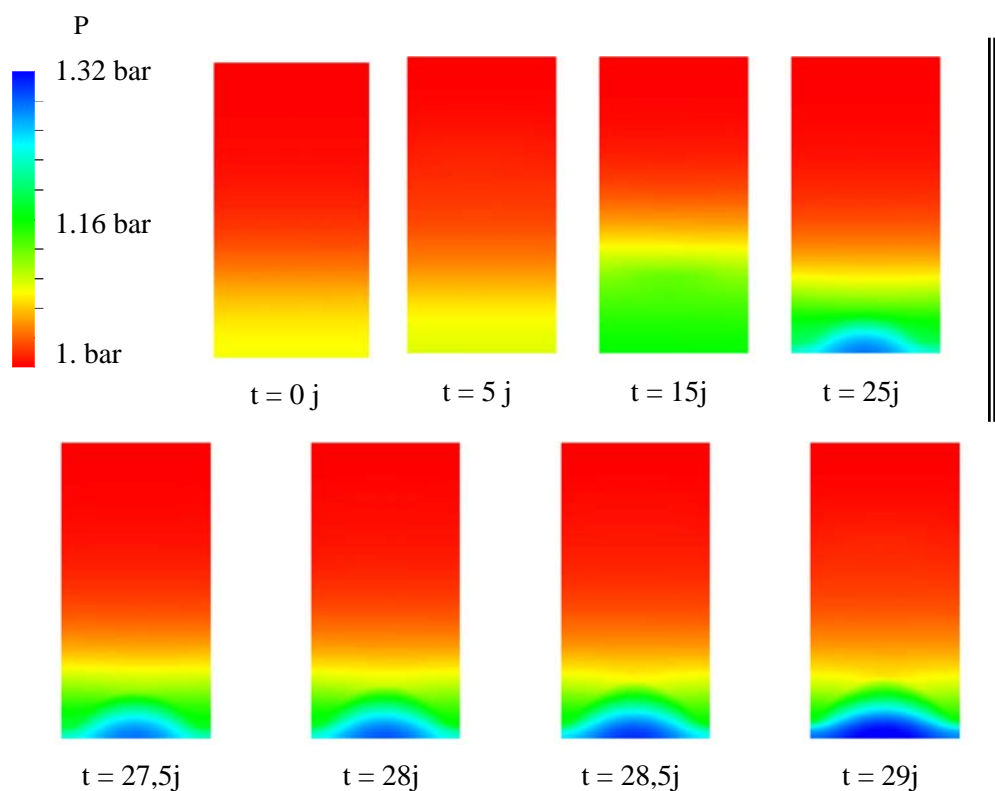 P
1.32 bar
1.16 bar
1. bar
t = 0 j
t = 5 j
t = 15j
t = 25j
t = 27,5j
t = 28j
t = 28,5j
t = 29j